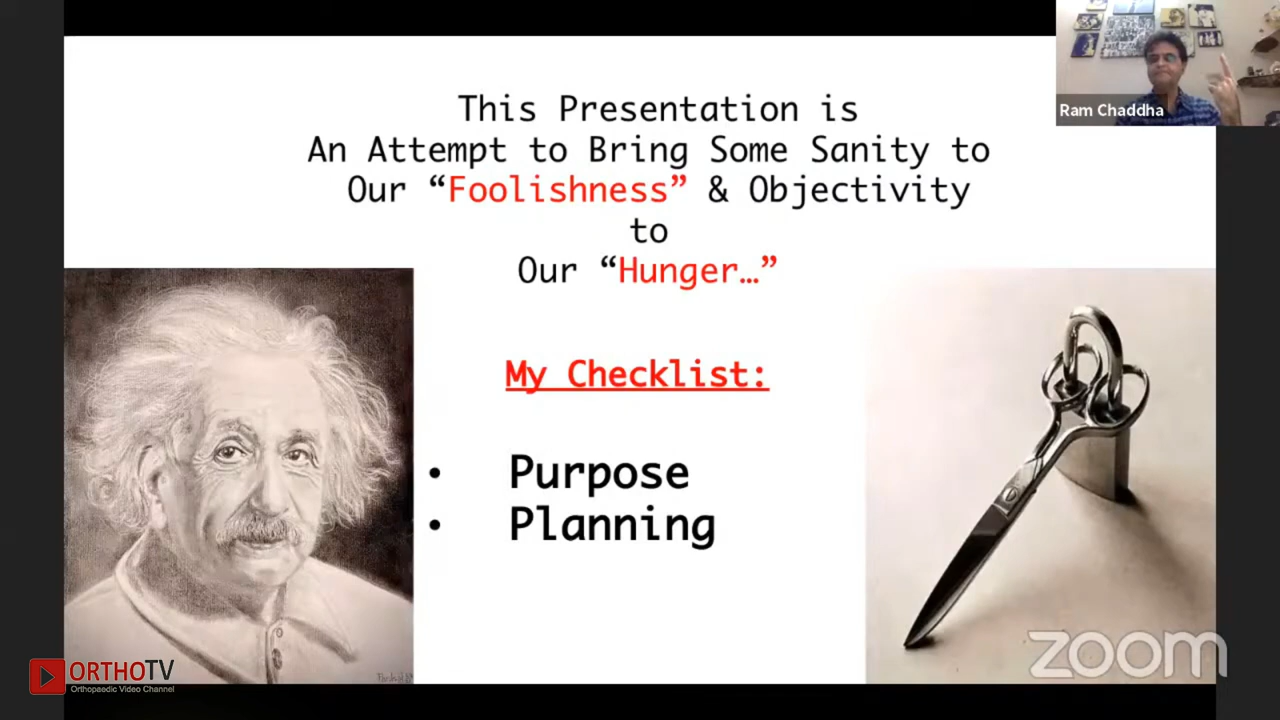 This Presentation is
An Attempt to Bring Some Sanity to
Our “Foolishness” & Objectivity
to
Our “Hunger…”
My Checklist:
• Purpose
• Planning
Ram Chaddha
ORTHOTV
Orthopaedic Video Channel
zoom